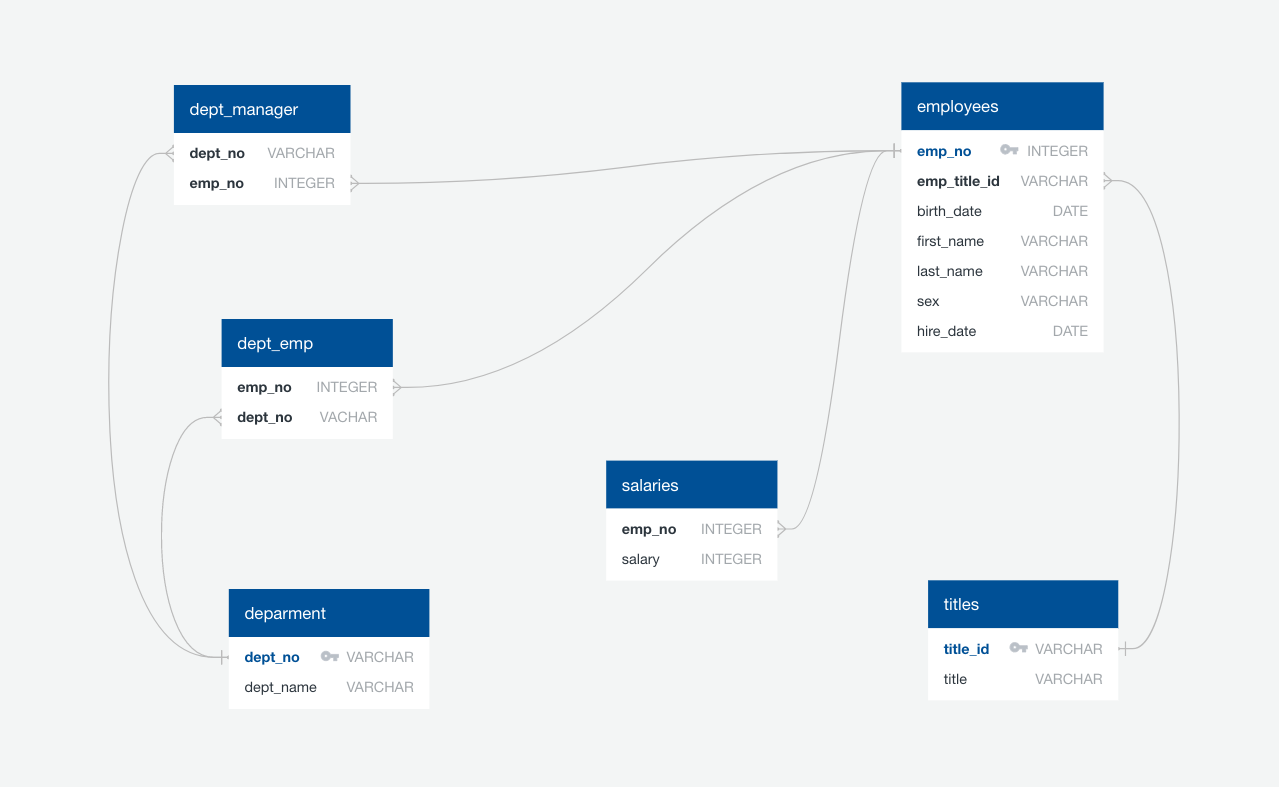 dept_manager
dept_no VARCHAR
emp_no INTEGER
employees
emp_no INTEGER
emp_title_id VARCHAR
birth_date DATE
first_name VARCHAR
last_name VARCHAR
sex VARCHAR
hire_date DATE
dept_emp
emp_no INTEGER
dept_no VACHAR
salaries
emp_no INTEGER
salary INTEGER
deparment
dept_no VARCHAR
dept_name VARCHAR
titles
title_id VARCHAR
title VARCHAR